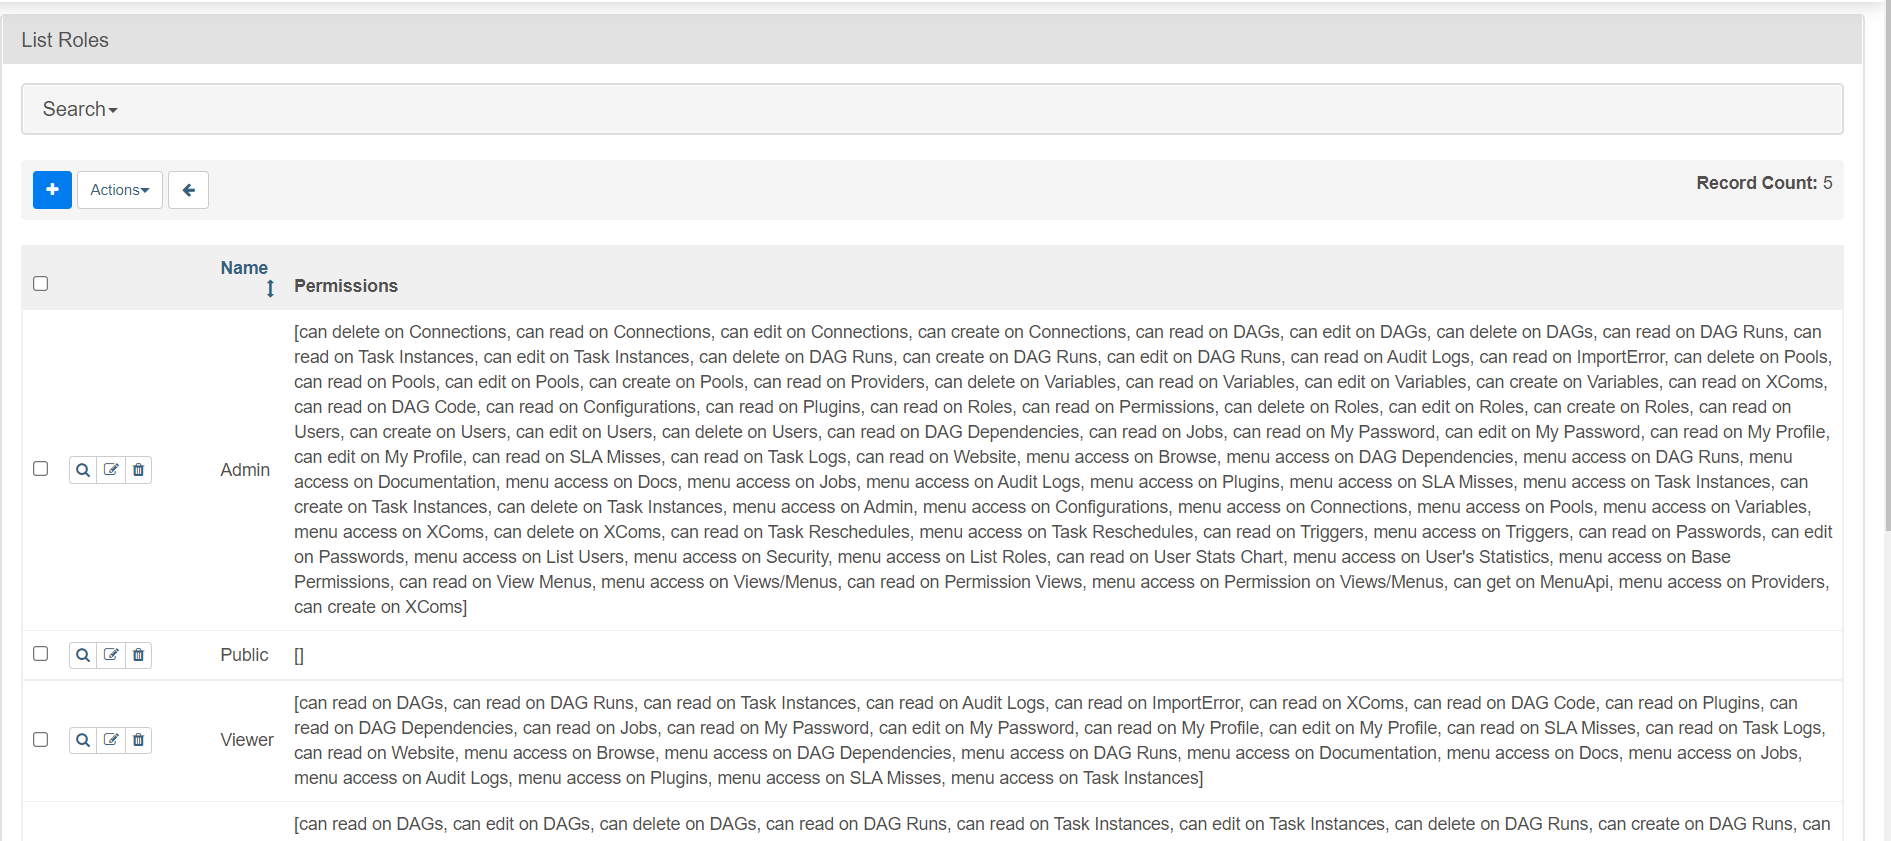 List Roles
Search
Actions
Record Count: 5
Name
Permissions
[can delete on Connections, can read on Connections, can edit on Connections, can create on Connections, can read on DAGs, can edit on DAGs, can delete on DAGs, can read on DAG Runs, can
read on Task Instances, can edit on Task Instances, can delete on DAG Runs, can create on DAG Runs, can edit on DAG Runs, can read on Audit Logs, can read on ImportError, can delete on Pools,
can read on Pools, can edit on Pools, can create on Pools, can read on Providers, can delete on Variables, can read on Variables, can edit on Variables, can create on Variables, can read on XComs,
can read on DAG Code, can read on Configurations, can read on Plugins, can read on Roles, can read on Permissions, can delete on Roles, can edit on Roles, can create on Roles, can read on
Users, can create on Users, can edit on Users, can delete on Users, can read on DAG Dependencies, can read on Jobs, can read on My Password, can edit on My Password, can read on My Profile,
can edit on My Profile, can read on SLA Misses, can read on Task Logs, can read on Website, menu access on Browse, menu access on DAG Dependencies, menu access on DAG Runs, menu
Admin
access on Documentation, menu access on Docs, menu access on Jobs, menu access on Audit Logs, menu access on Plugins, menu access on SLA Misses, menu access on Task Instances, can
create on Task Instances, can delete on Task Instances, menu access on Admin, menu access on Configurations, menu access on Connections, menu access on Pools, menu access on Variables,
menu access on XComs, can delete on XComs, can read on Task Reschedules, menu access on Task Reschedules, can read on Triggers, menu access on Triggers, can read on Passwords, can edit
on Passwords, menu access on List Users, menu access on Security, menu access on List Roles, can read on User Stats Chart, menu access on User's Statistics, menu access on Base
Permissions, can read on View Menus, menu access on Views/Menus, can read on Permission Views, menu access on Permission on Views/Menus, can get on MenuApi, menu access on Providers,
can create on XComs]
Public
[]
[can read on DAGs, can read on DAG Runs, can read on Task Instances, can read on Audit Logs, can read on ImportError, can read on XComs, can read on DAG Code, can read on Plugins, can
read on DAG Dependencies, can read on Jobs, can read on My Password, can edit on My Password, can read on My Profile, can edit on My Profile, can read on SLA Misses, can read on Task Logs,
Viewer
can read on Website, menu access on Browse, menu access on DAG Dependencies, menu access on DAG Runs, menu access on Documentation, menu access on Docs, menu access on Jobs,
menu access on Audit Logs, menu access on Plugins, menu access on SLA Misses, menu access on Task Instances]
[can read on DAGs, can edit on DAGs, can delete on DAGs, can read on DAG Runs, can read on Task Instances, can edit on Task Instances, can delete on DAG Runs, can create on DAG Runs, can